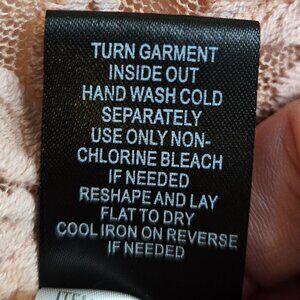 TURN GARMENT
INSIDE OUT
HAND WASH COLD
SEPARATELY
USE ONLY NON-
CHLORINE BLEACH
IF NEEDED
RESHAPE AND LAY
FLAT TO DRY
COOL IRON ON REVERSE
IF NEEDED